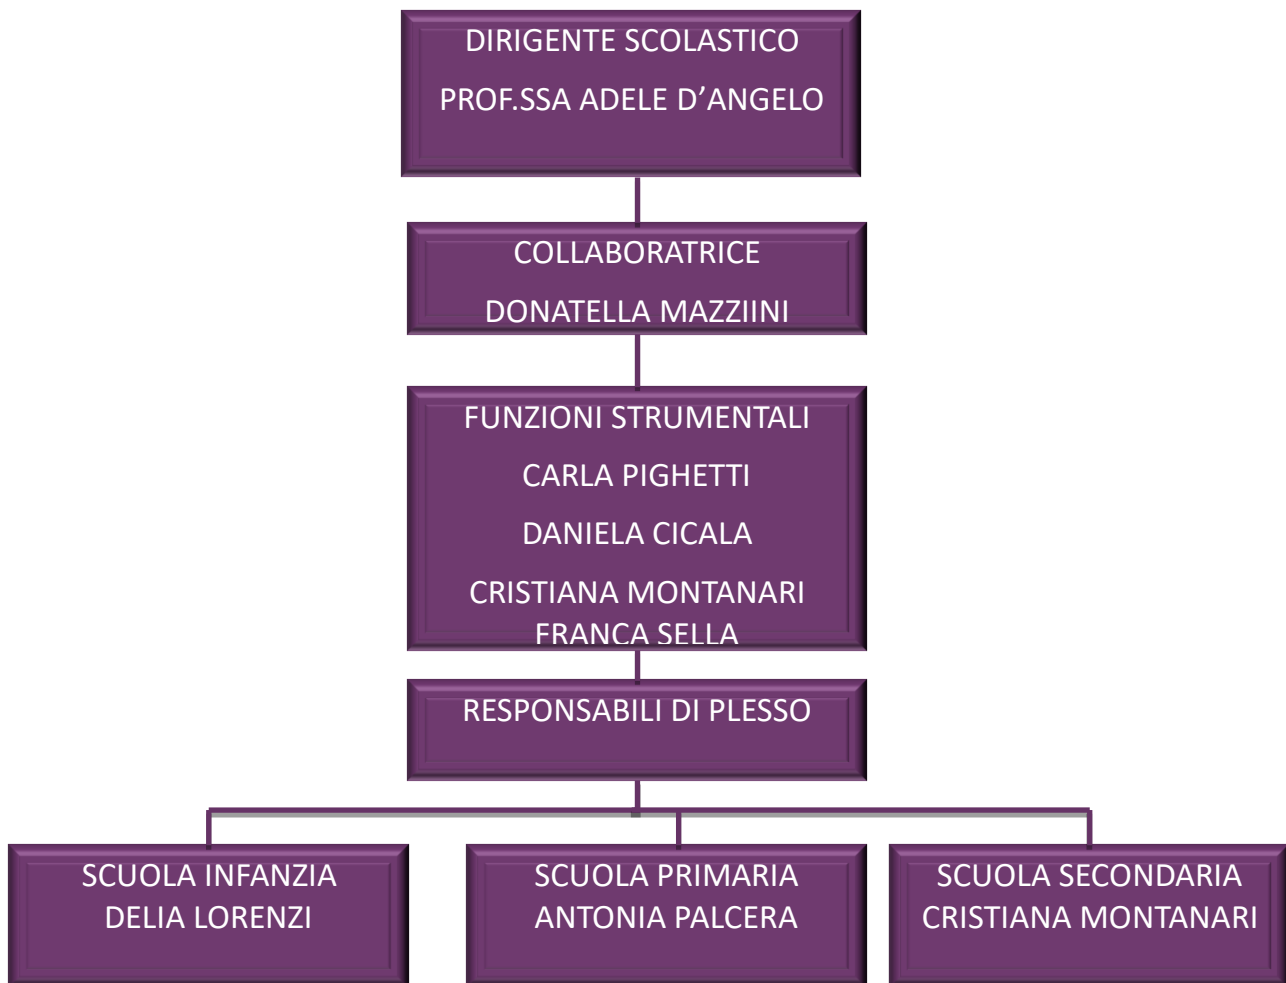 DIRIGENTE SCOLASTICO
PROF.SSA ADELE D’ANGELO
COLLABORATRICE
DONATELLA MAZZIINI
FUNZIONI STRUMENTALI
CARLA PIGHETTI
DANIELA CICALA
CRISTIANA MONTANARI
FRANCA SELLA
RESPONSABILI DI PLESSO
SCUOLA INFANZIA
DELIA LORENZI
SCUOLA PRIMARIA
ANTONIA PALCERA
SCUOLA SECONDARIA
CRISTIANA MONTANARI